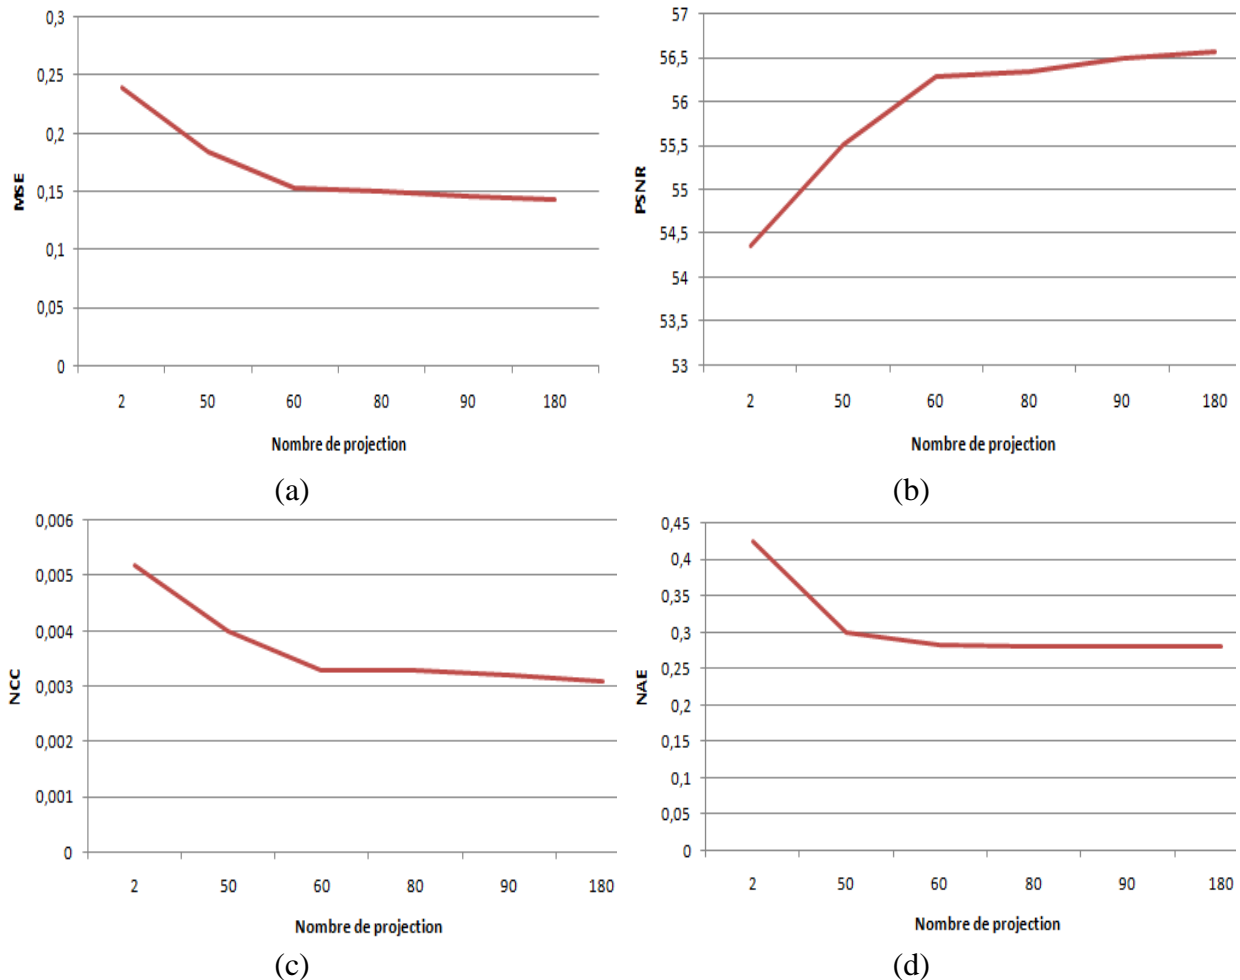 0,3
0,25
0,2
0,15
0,1
0,05
0
MSE
2 50 60 80 90 180
Nombre de projection
(a)
57
56,5
56
55,5
55
54,5
54
53,5
53
PSNR
2 50 60 80 90 180
Nombre de projection
(b)
0,006
0,005
0,004
0,003
0,002
0,001
0
NCC
2 50 60 80 90 180
Nombre de projection
(c)
0,45
0,4
0,35
0,3
0,25
0,2
0,15
0,1
0,05
0
NAE
2 50 60 80 90 180
Nombre de projection
(d)